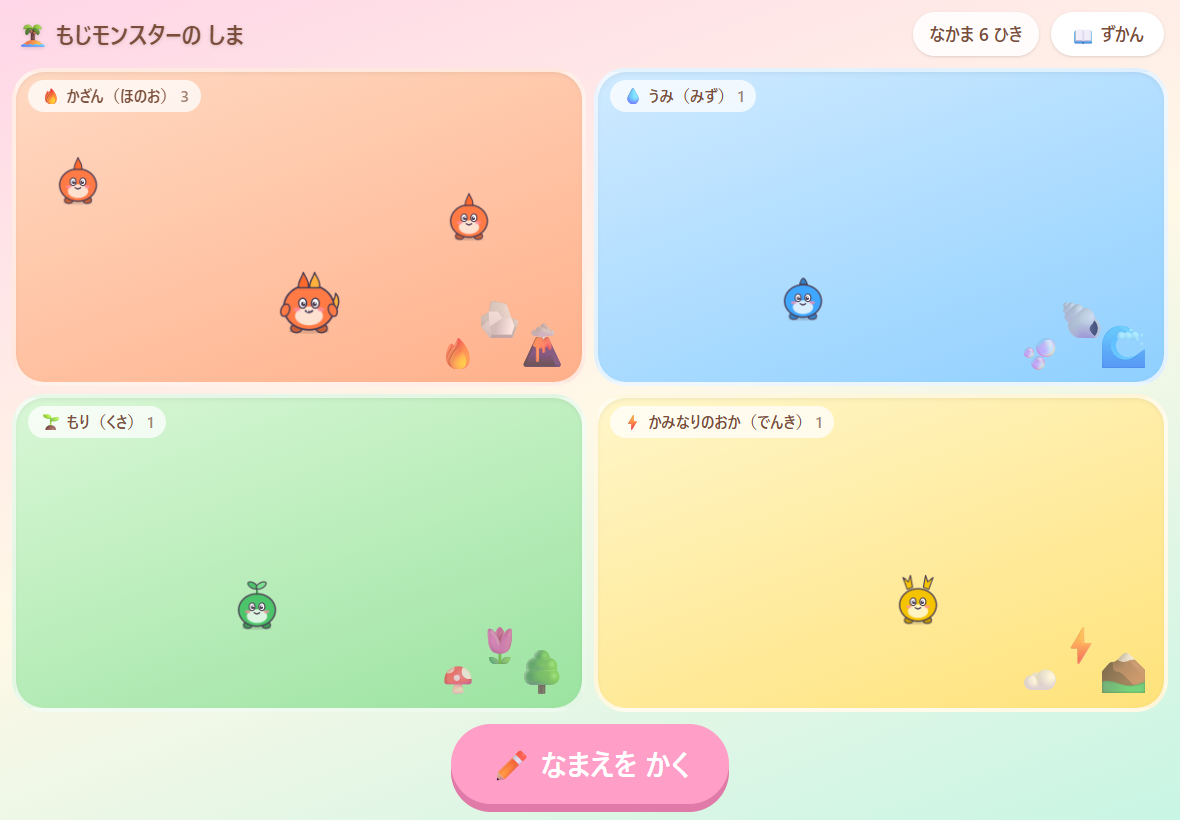 もじモンスターの しま
なかま 6 ひき
ずかん
かざん（ほのお） 3
うみ（みず） 1
もり（くさ） 1
かみなりのおか（でんき） 1
なまえを かく